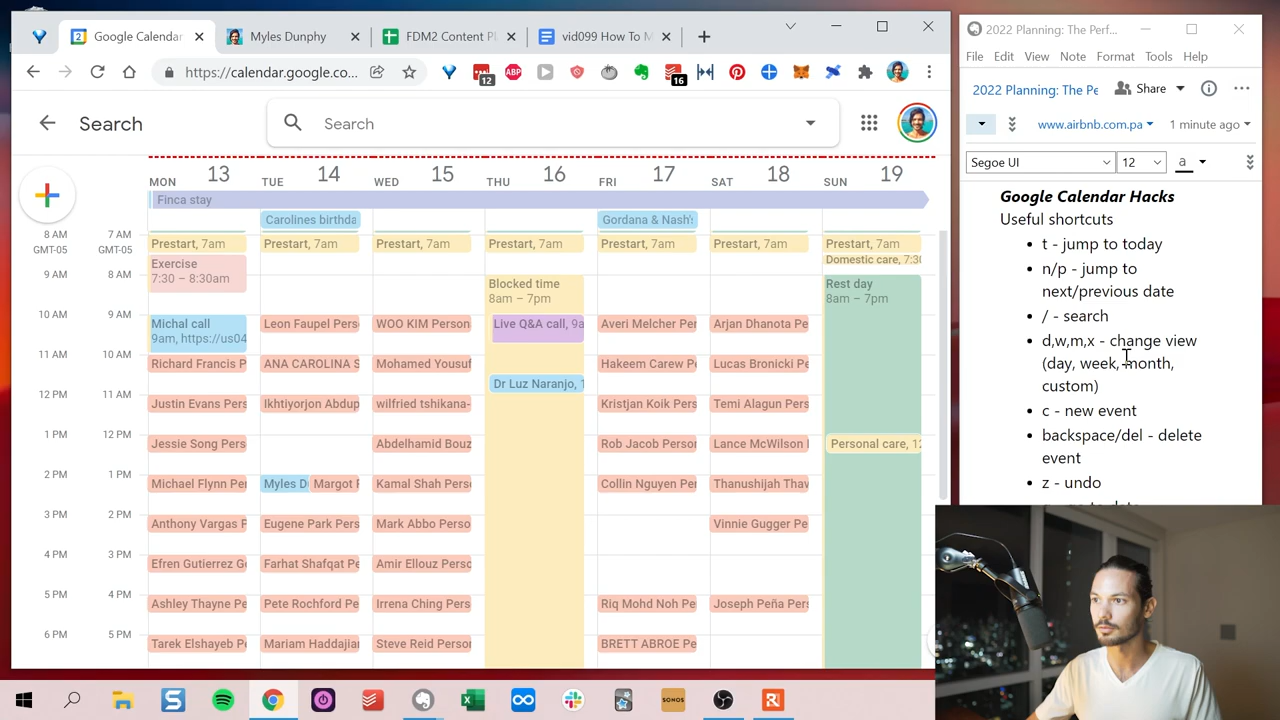 2 Google Calendar
Myles Dunphy
FDM2 Content Pl
vid099 How To M
2022 Planning: The Perf...
File Edit View Note Format Tools Help
https://calendar.google.co...
12
ABP
16
2022 Planning: The Pe
Share
Search
Search
www.airbnb.com.pa
1 minute ago
Segoe UI
12
a
MON 13 TUE 14 WED 15 THU 16 FRI 17 SAT 18 SUN 19
Finca stay
Carolines birthda
Gordana & Nash's
8 AM 7 AM
GMT-05 GMT-05
Prestart, 7am Prestart, 7am Prestart, 7am Prestart, 7am Prestart, 7am Prestart, 7am Prestart, 7am
Exercise
7:30 – 8:30am
Domestic care, 7:30
9 AM 8 AM
Blocked time
8am – 7pm
Rest day
8am – 7pm
10 AM 9 AM
Michal call
9am, https://us04
Leon Faupel Pers WOO KIM Person Live Q&A call, 9a Averi Melcher Per Arjan Dhanota Pe
11 AM 10 AM
Richard Francis P ANA CAROLINA S Mohamed Yousuf Hakeem Carew Pe Lucas Bronicki Pe
Dr Luz Naranjo, 1
12 PM 11 AM
Justin Evans Pers Ikhtiyorjon Abdup wilfried tshikana- Kristjan Koik Pers Temi Alagun Pers
1 PM 12 PM
Jessie Song Perso Abdelhamid Bouz Rob Jacob Person Lance McWilson Personal care, 12
2 PM 1 PM
Michael Flynn Per Myles D Margot F Kamal Shah Perso Collin Nguyen Per Thanushijah Thav
3 PM 2 PM
Anthony Vargas P Eugene Park Pers Mark Abbo Perso Vinnie Gugger Pe
4 PM 3 PM
Efren Gutierrez G Farhat Shafqat Pe Amir Ellouz Perso
5 PM 4 PM
Ashley Thayne Pe Pete Rochford Pe Irrena Ching Pers Riq Mohd Noh Pe Joseph Peña Pers
6 PM 5 PM
Tarek Elshayeb Pe Mariam Haddajiar Steve Reid Person BRETT ABROE Pe
Google Calendar Hacks
Useful shortcuts
• t - jump to today
• n/p - jump to
next/previous date
• / - search
• d,w,m,x - change view
(day, week, month,
custom)
• c - new event
• backspace/del - delete
event
• z - undo
SONOS